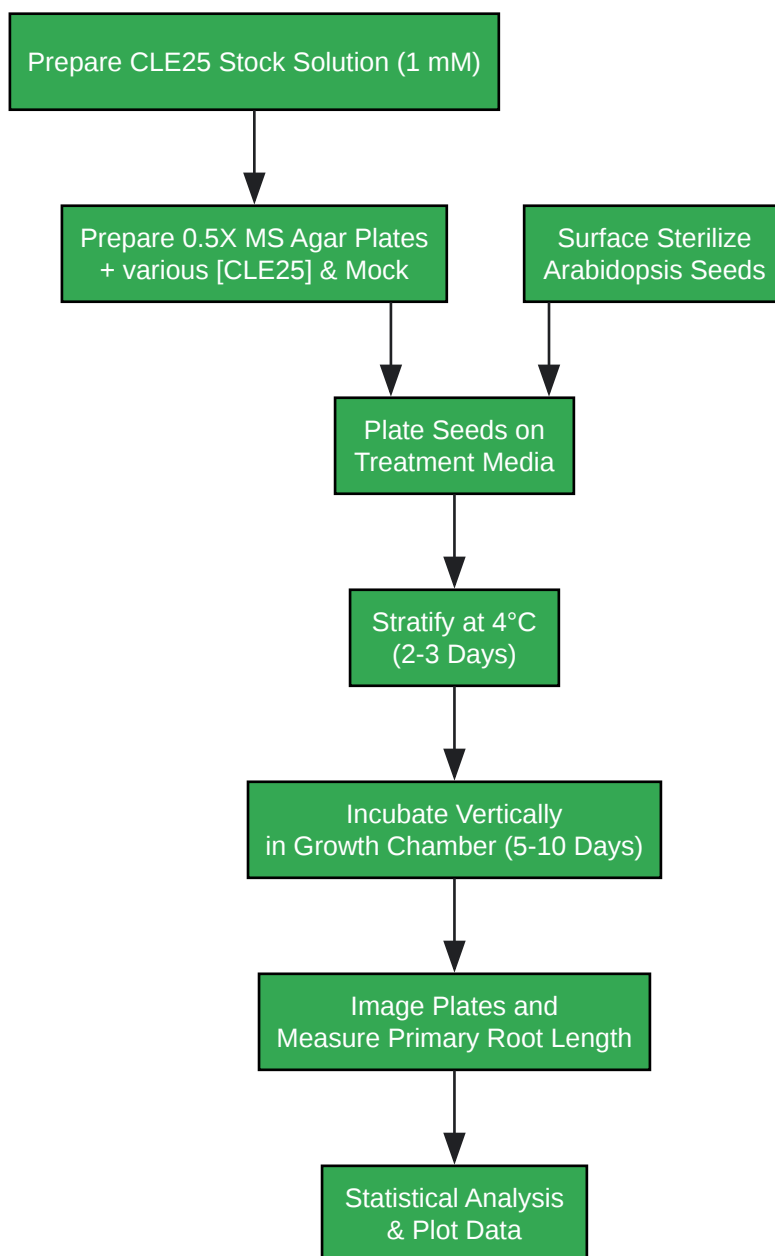 Prepare CLE25 Stock Solution (1 mM)
Prepare 0.5X MS Agar Plates
+ various [CLE25] & Mock
Surface Sterilize
Arabidopsis Seeds
Plate Seeds on
Treatment Media
Stratify at 4°C
(2-3 Days)
Incubate Vertically
in Growth Chamber (5-10 Days)
Image Plates and
Measure Primary Root Length
Statistical Analysis
& Plot Data